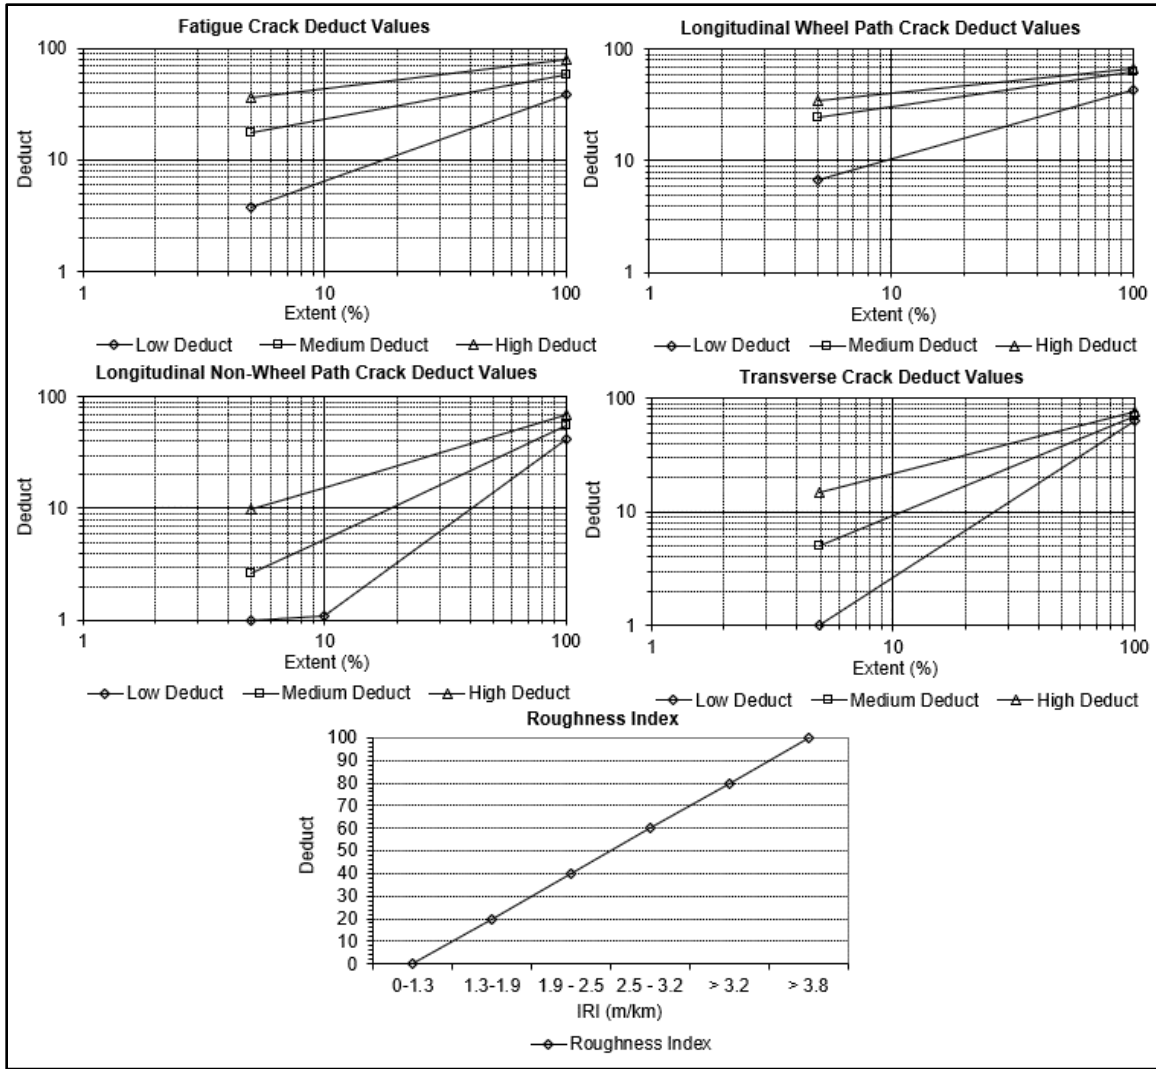 Fatigue Crack Deduct Values
100
10
1
Deduct
1 10 100
Extent (%)
Low Deduct Medium Deduct High Deduct
Longitudinal Wheel Path Crack Deduct Values
100
10
1
Deduct
1 10 100
Extent (%)
Low Deduct Medium Deduct High Deduct
Longitudinal Non-Wheel Path Crack Deduct Values
100
10
1
Deduct
1 10 100
Extent (%)
Low Deduct Medium Deduct High Deduct
Transverse Crack Deduct Values
100
10
1
Deduct
1 10 100
Extent (%)
Low Deduct Medium Deduct High Deduct
Roughness Index
100
90
80
70
60
50
40
30
20
10
0
Deduct
0-1.3 1.3-1.9 1.9 - 2.5 2.5 - 3.2 > 3.2 > 3.8
IRI (m/km)
Roughness Index